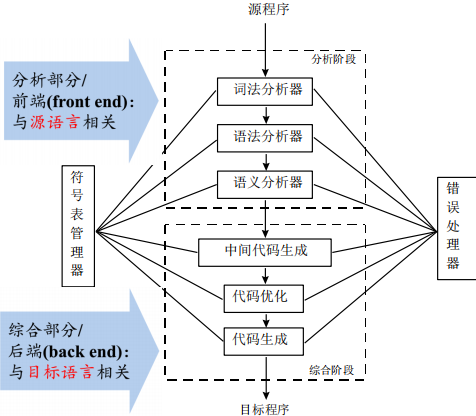 源程序
分析部分/
前端(front end):
与源语言相关
分析阶段
词法分析器
语法分析器
语义分析器
符号表管理器
错误处理器
中间代码生成
代码优化
代码生成
综合阶段
综合部分/
后端(back end):
与目标语言相关
目标程序